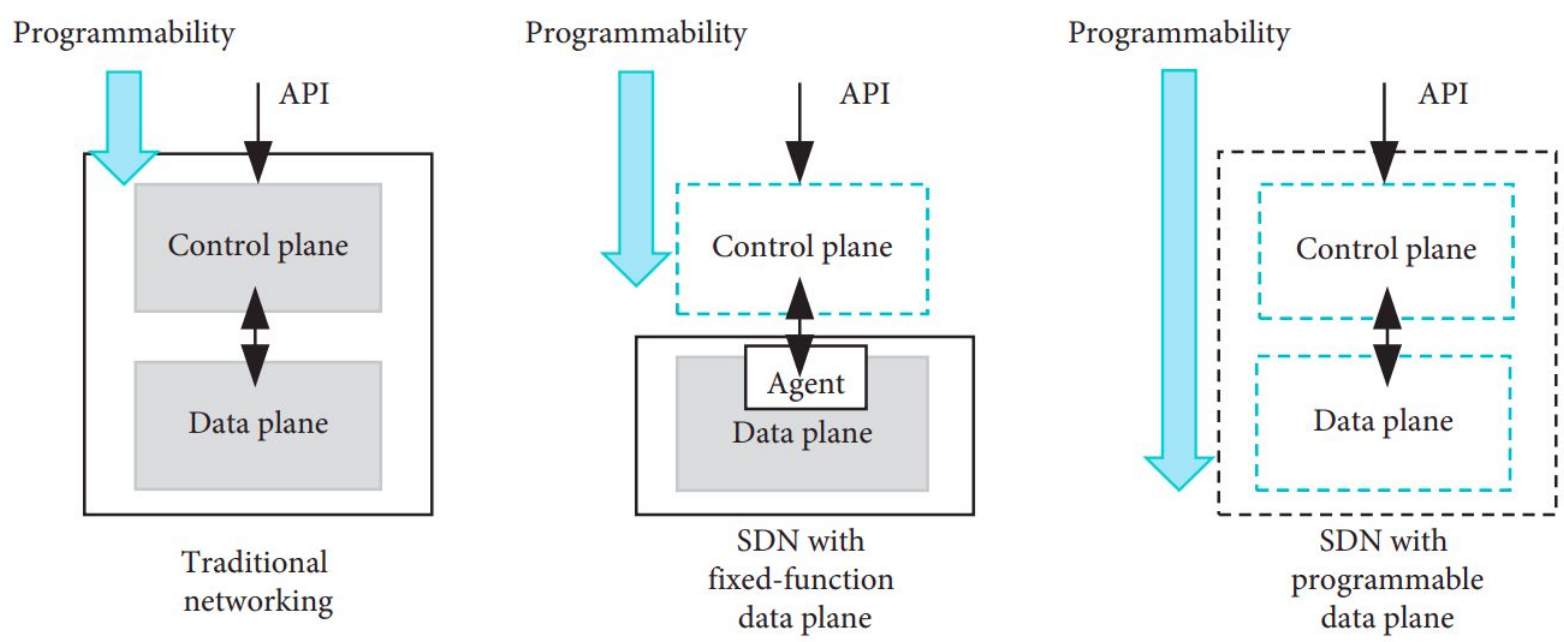 Programmability
API
Control plane
Data plane
Traditional
networking
Programmability
API
Control plane
Agent
Data plane
SDN with
fixed-function
data plane
Programmability
API
Control plane
Data plane
SDN with
programmable
data plane